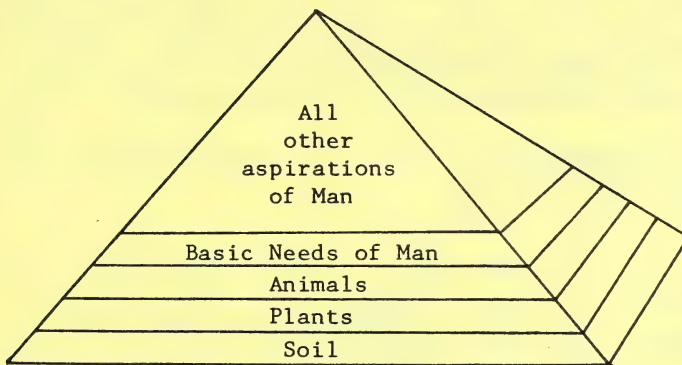 All
other
aspirations
of Man
Basic Needs of Man
Animals
Plants
Soil